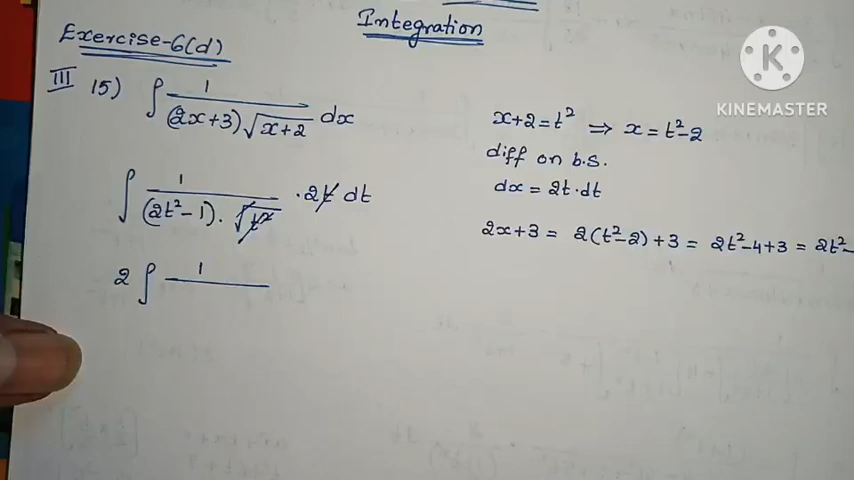 Integration
Exercise-6(d)
III 15) ∫ 1/((2x+3)√(x+2)) dx
∫ 1/((2t²-1).√t²) .2t dt
2 ∫ 1/
x+2=t² ⇒ x=t²-2
diff on b.s.
dx = 2t.dt
2x+3 = 2(t²-2)+3 = 2t²-4+3 = 2t²-
KINEMASTER